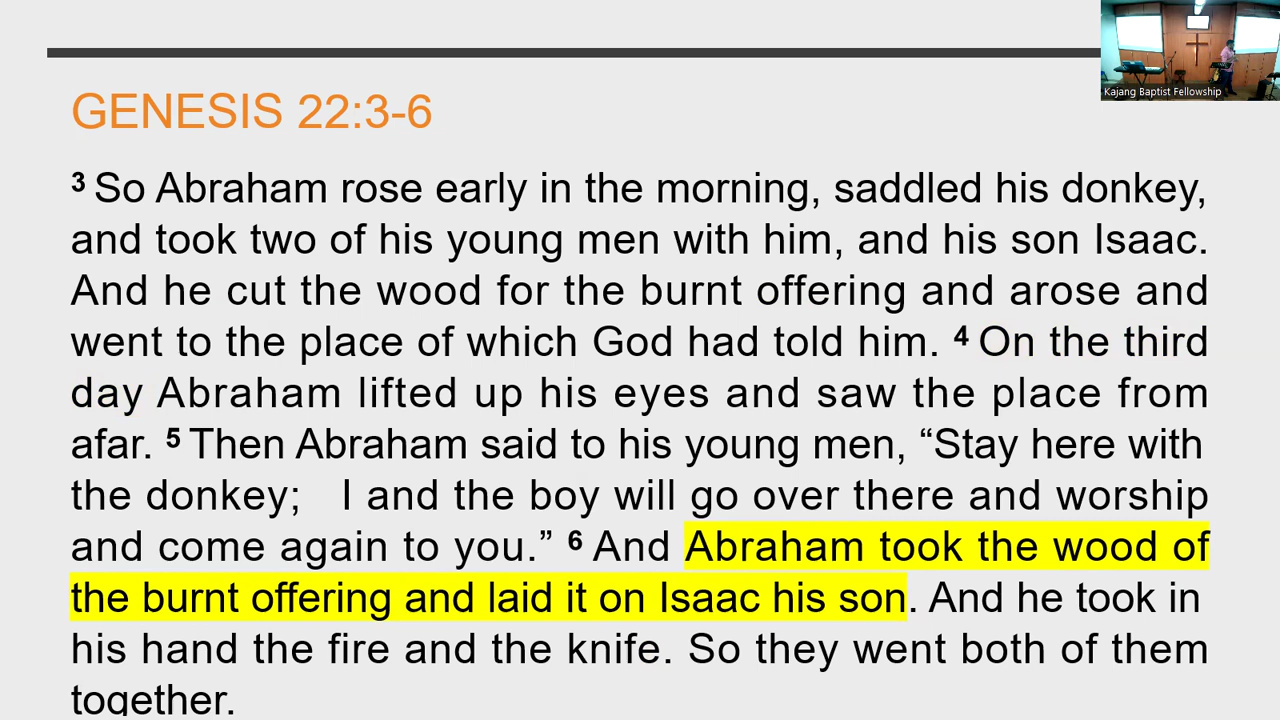 Kajang Baptist Fellowship
GENESIS 22:3-6
³ So Abraham rose early in the morning, saddled his donkey,
and took two of his young men with him, and his son Isaac.
And he cut the wood for the burnt offering and arose and
went to the place of which God had told him. ⁴ On the third
day Abraham lifted up his eyes and saw the place from
afar. ⁵ Then Abraham said to his young men, “Stay here with
the donkey; I and the boy will go over there and worship
and come again to you.” ⁶ And Abraham took the wood of
the burnt offering and laid it on Isaac his son. And he took in
his hand the fire and the knife. So they went both of them
together.